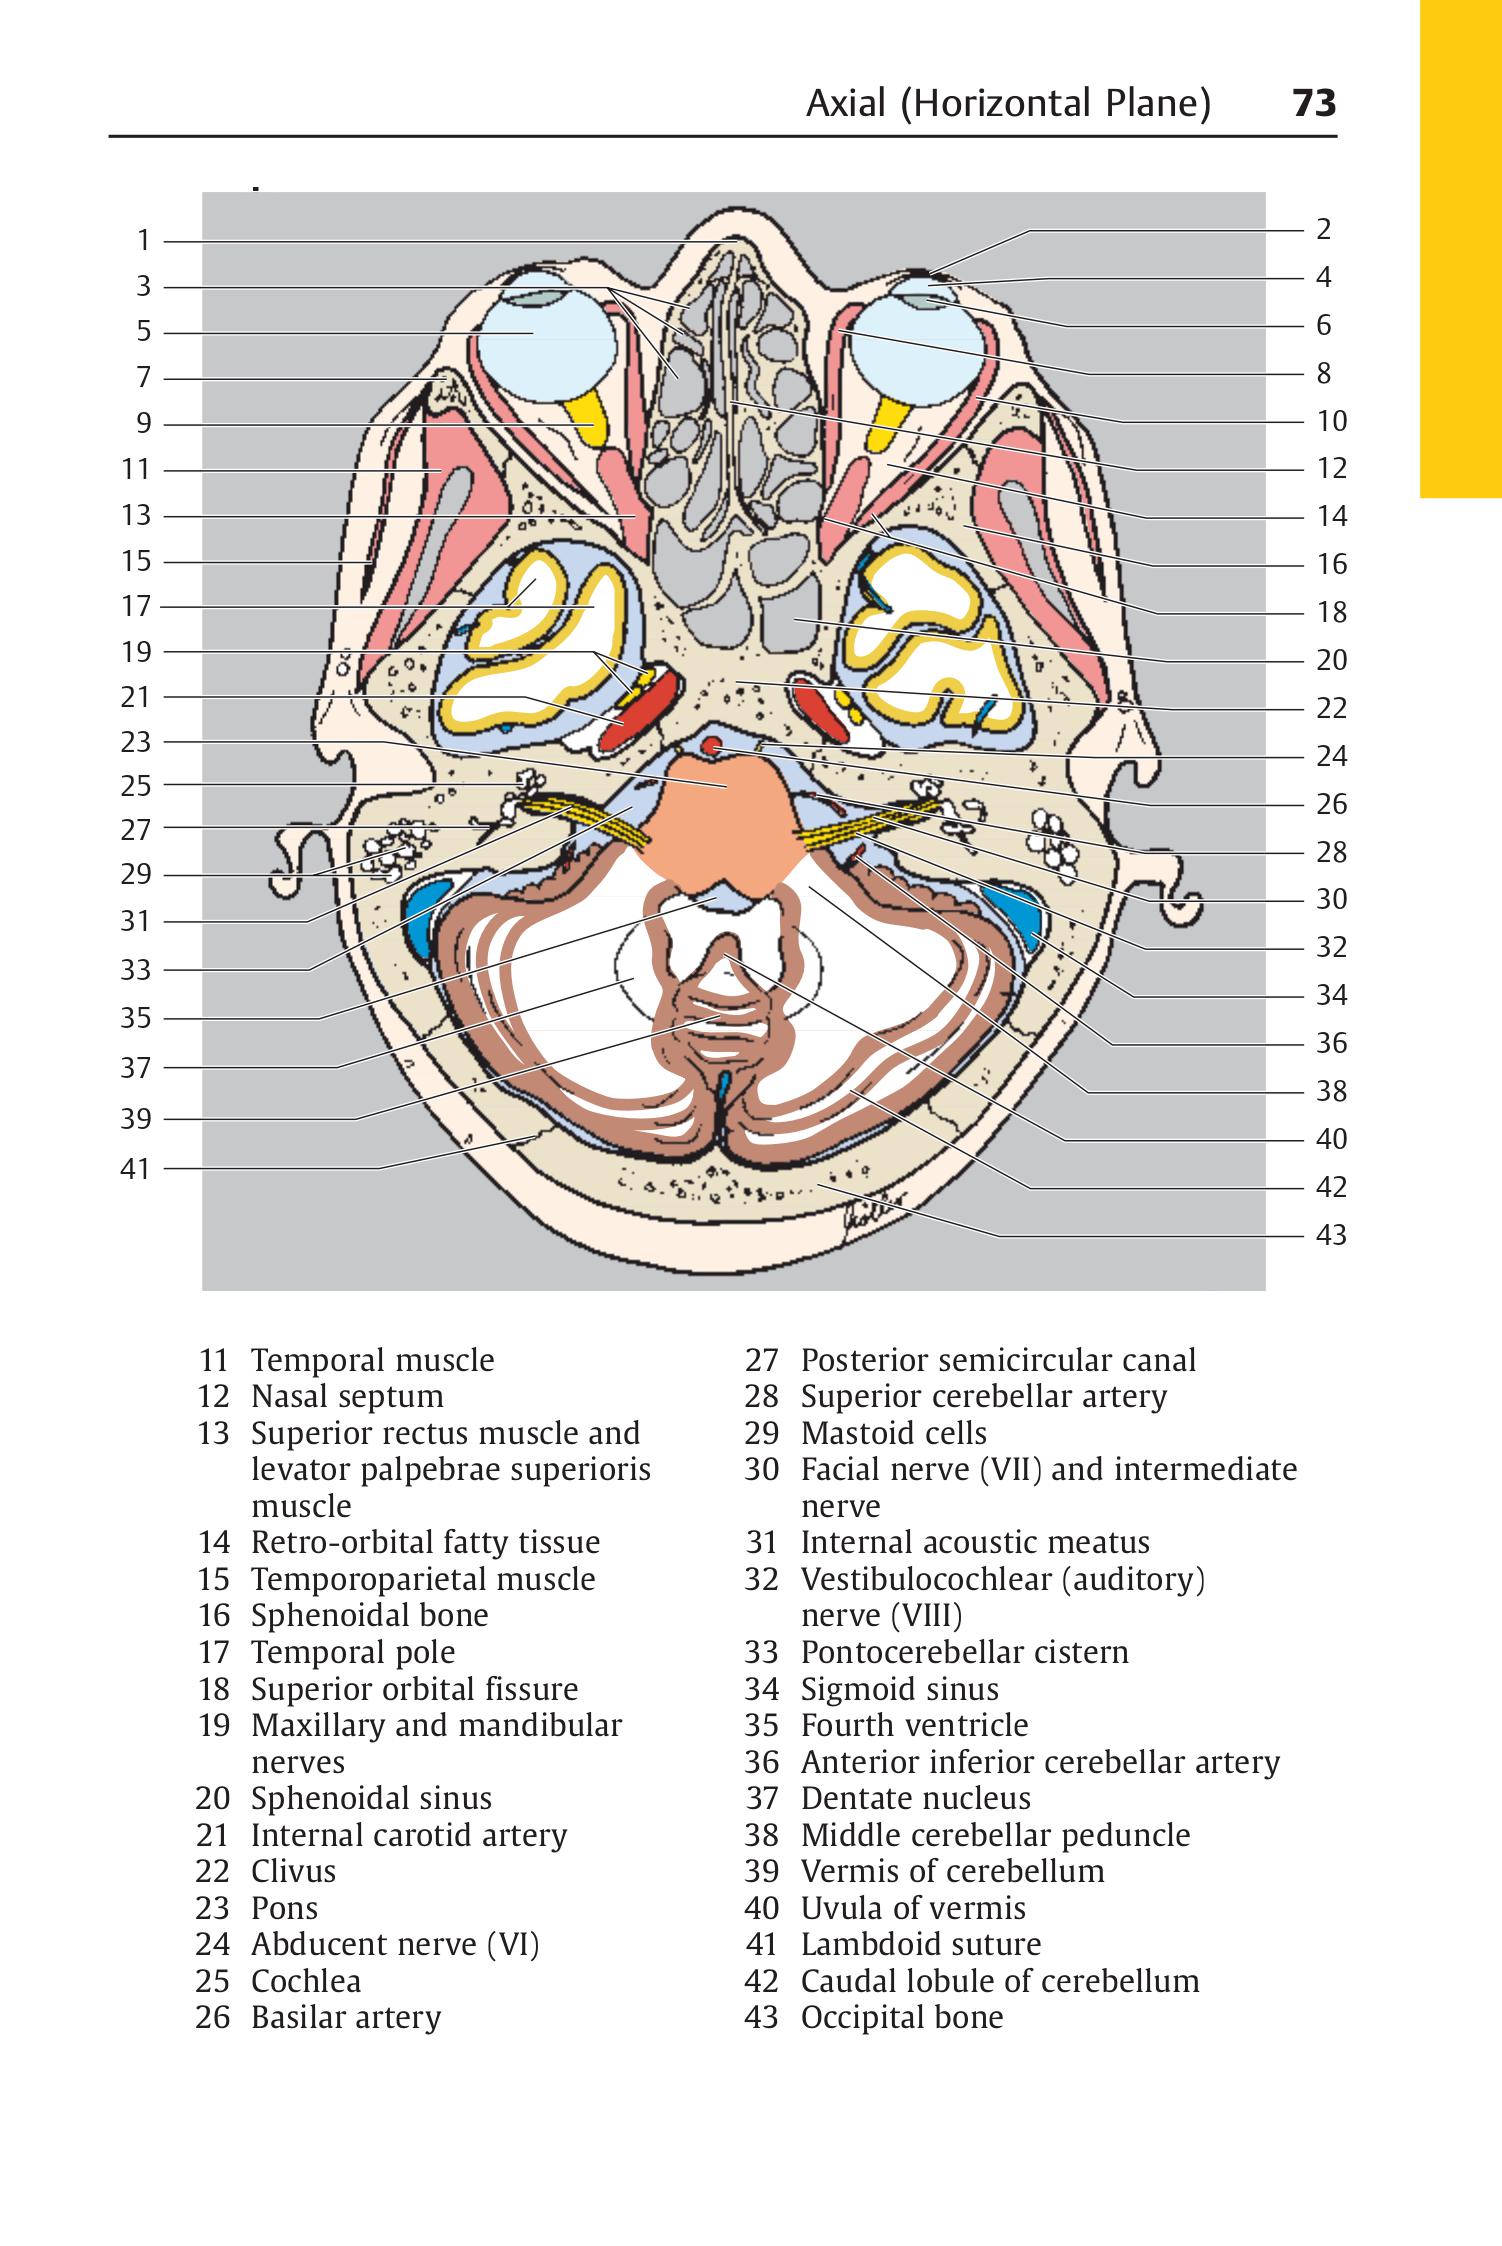 Axial (Horizontal Plane) 73
1
3
5
7
9
11
13
15
17
19
21
23
25
27
29
31
33
35
37
39
41
2
4
6
8
10
12
14
16
18
20
22
24
26
28
30
32
34
36
38
40
42
43
11 Temporal muscle
12 Nasal septum
13 Superior rectus muscle and
levator palpebrae superioris
muscle
14 Retro-orbital fatty tissue
15 Temporoparietal muscle
16 Sphenoidal bone
17 Temporal pole
18 Superior orbital fissure
19 Maxillary and mandibular
nerves
20 Sphenoidal sinus
21 Internal carotid artery
22 Clivus
23 Pons
24 Abducent nerve (VI)
25 Cochlea
26 Basilar artery
27 Posterior semicircular canal
28 Superior cerebellar artery
29 Mastoid cells
30 Facial nerve (VII) and intermediate
nerve
31 Internal acoustic meatus
32 Vestibulocochlear (auditory)
nerve (VIII)
33 Pontocerebellar cistern
34 Sigmoid sinus
35 Fourth ventricle
36 Anterior inferior cerebellar artery
37 Dentate nucleus
38 Middle cerebellar peduncle
39 Vermis of cerebellum
40 Uvula of vermis
41 Lambdoid suture
42 Caudal lobule of cerebellum
43 Occipital bone